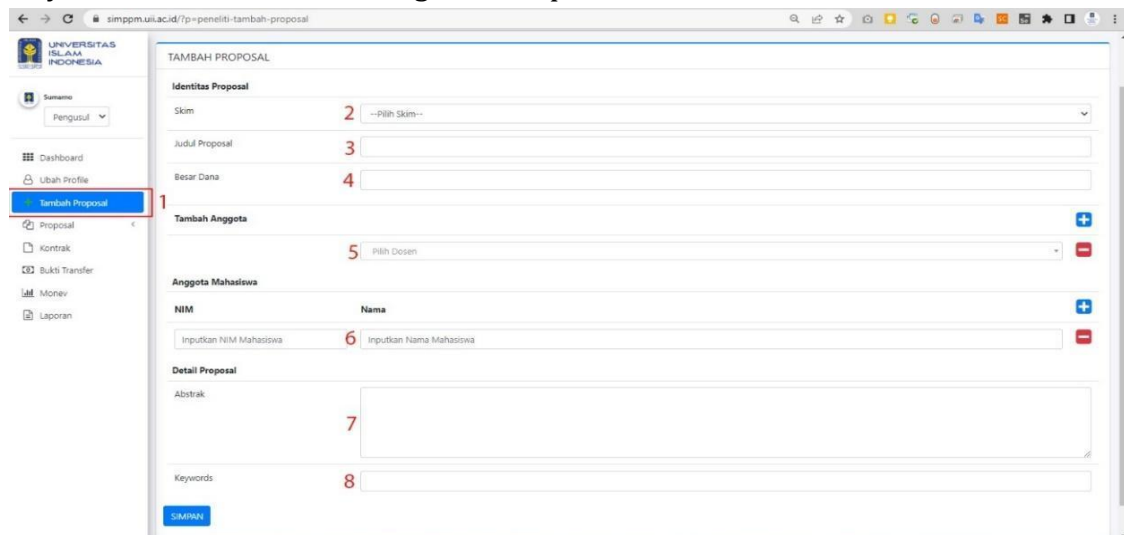 simppm.uii.ac.id/?p=peneliti-tambah-proposal
UNIVERSITAS
ISLAM
INDONESIA
Sumarno
Pengusul
Dashboard
Ubah Profile
Tambah Proposal
1
Proposal
Kontrak
Bukti Transfer
Monev
Laporan
TAMBAH PROPOSAL
Identitas Proposal
Skim 2 --Pilih Skim--
Judul Proposal 3
Besar Dana 4
Tambah Anggota
5 Pilih Dosen
Anggota Mahasiswa
NIM Nama
Inputkan NIM Mahasiswa 6 Inputkan Nama Mahasiswa
Detail Proposal
Abstrak
7
Keywords 8
SIMPAN